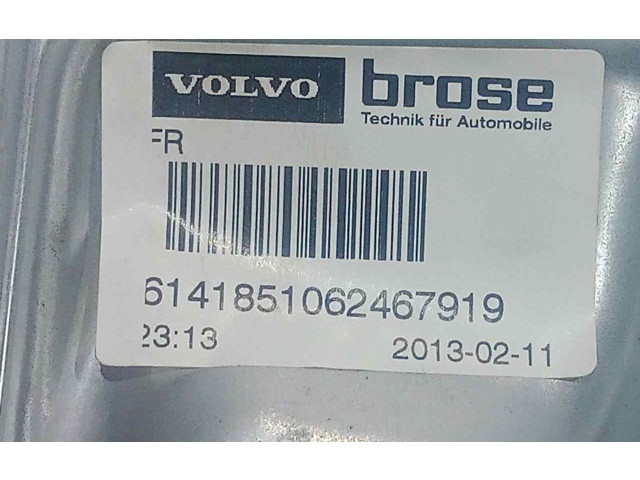 VOLVO brose
Technik für Automobile
FR
6141851062467919
23:13 2013-02-11